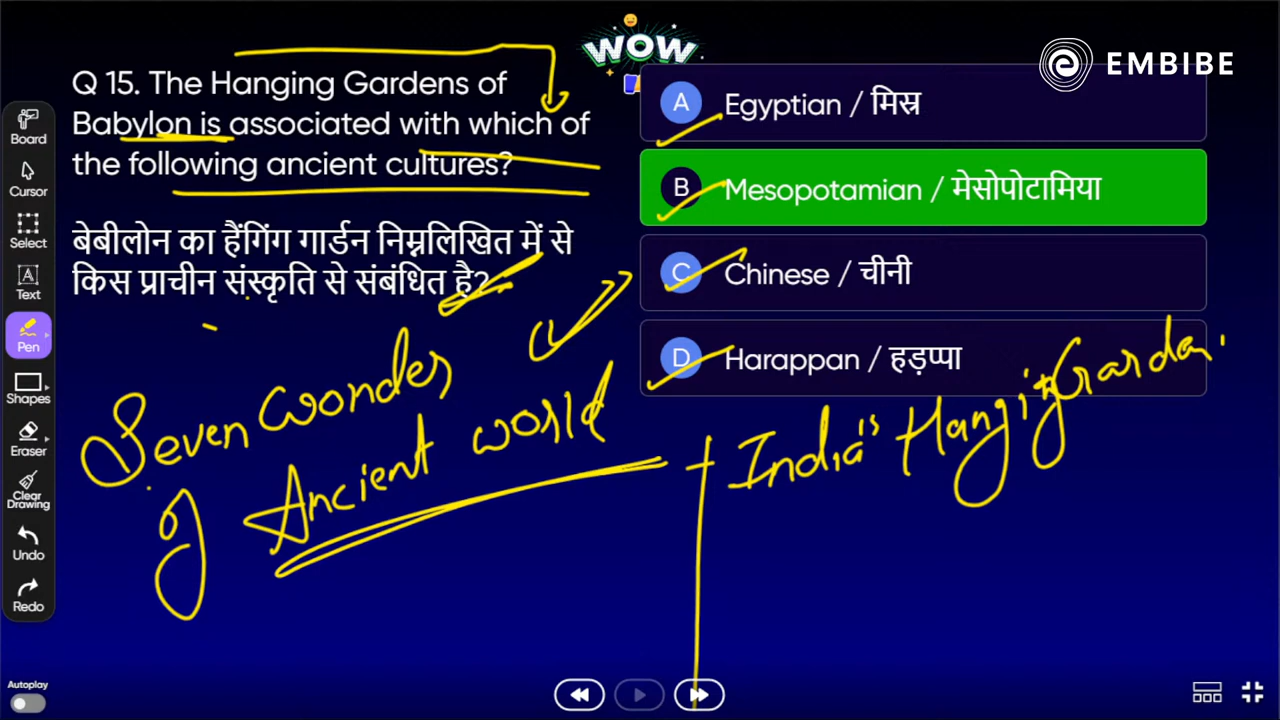 WOW
EMBIBE
Q 15. The Hanging Gardens of
Babylon is associated with which of
the following ancient cultures?
बेबीलोन का हैंगिंग गार्डन निम्नलिखित में से
किस प्राचीन संस्कृति से संबंधित है?
A Egyptian / मिस्र
B Mesopotamian / मेसोपोटामिया
C Chinese / चीनी
D Harappan / हड़प्पा
Seven wonder
of Ancient world
India's Hanging Garden.
Board
Cursor
Select
Text
Pen
Shapes
Eraser
Clear
Drawing
Undo
Redo
Autoplay